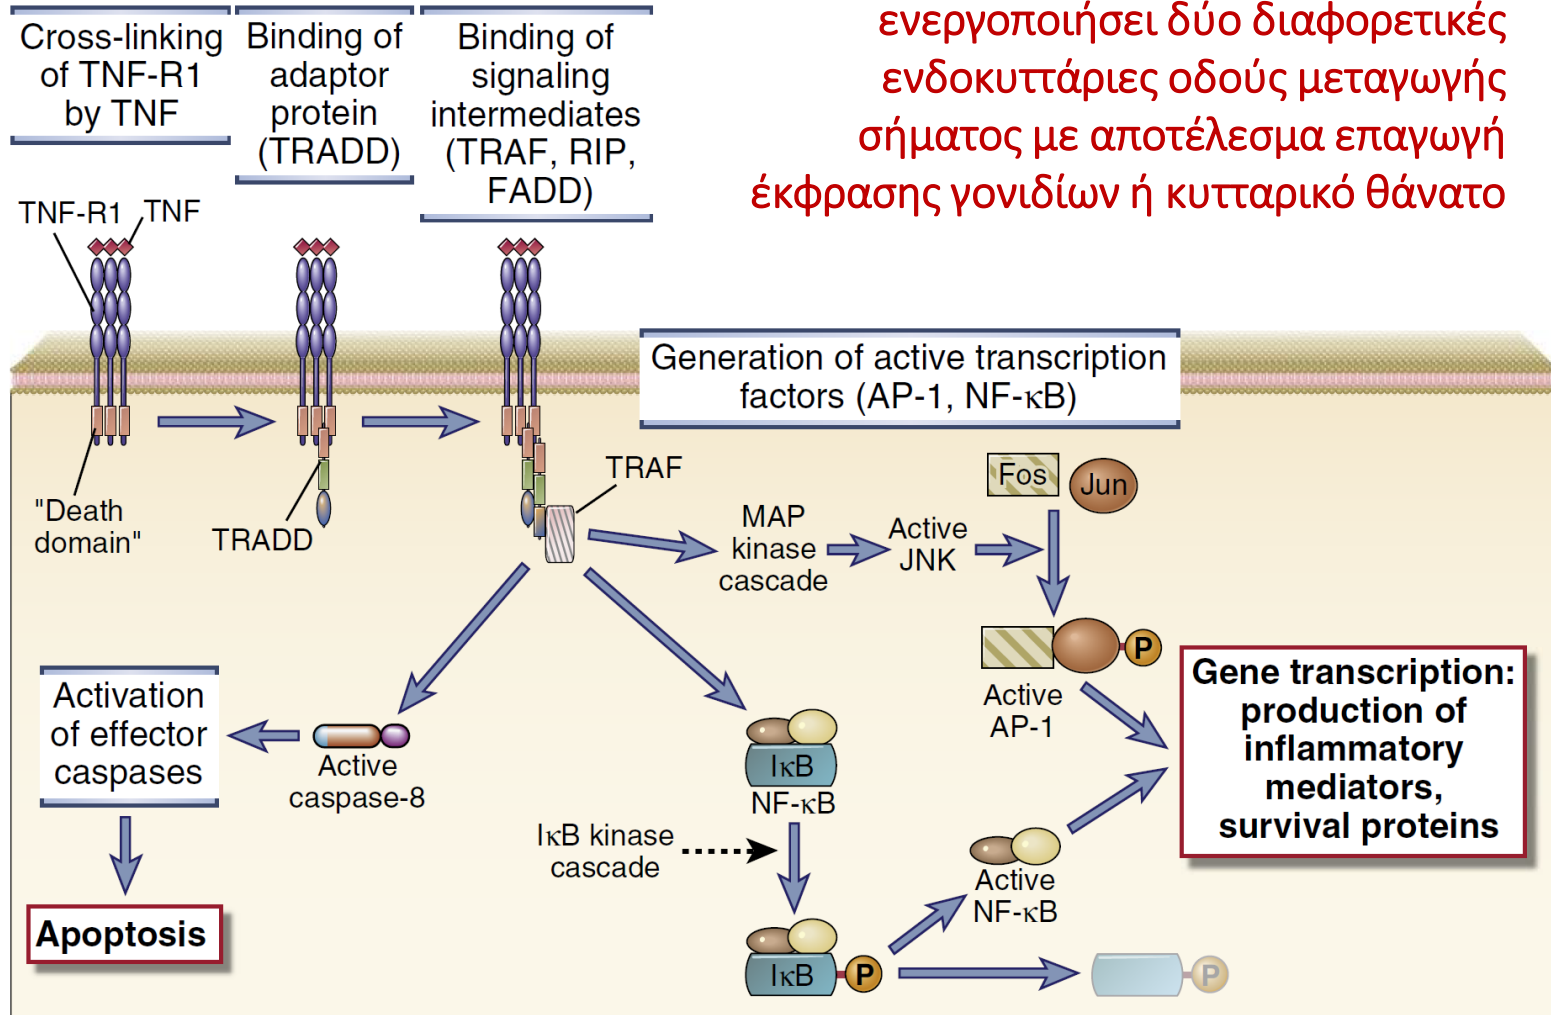 Cross-linking
of TNF-R1
by TNF
Binding of
adaptor
protein
(TRADD)
Binding of
signaling
intermediates
(TRAF, RIP,
FADD)
ενεργοποιήσει δύο διαφορετικές
ενδοκυττάριες οδούς μεταγωγής
σήματος με αποτέλεσμα επαγωγή
έκφρασης γονιδίων ή κυτταρικό θάνατο
TNF-R1
TNF
Generation of active transcription
factors (AP-1, NF-κB)
"Death
domain"
TRADD
TRAF
MAP
kinase
cascade
Active
JNK
Fos
Jun
P
Active
AP-1
Gene transcription:
production of
inflammatory
mediators,
survival proteins
Activation
of effector
caspases
Active
caspase-8
Apoptosis
IκB
NF-κB
IκB kinase
cascade
IκB
P
Active
NF-κB
P